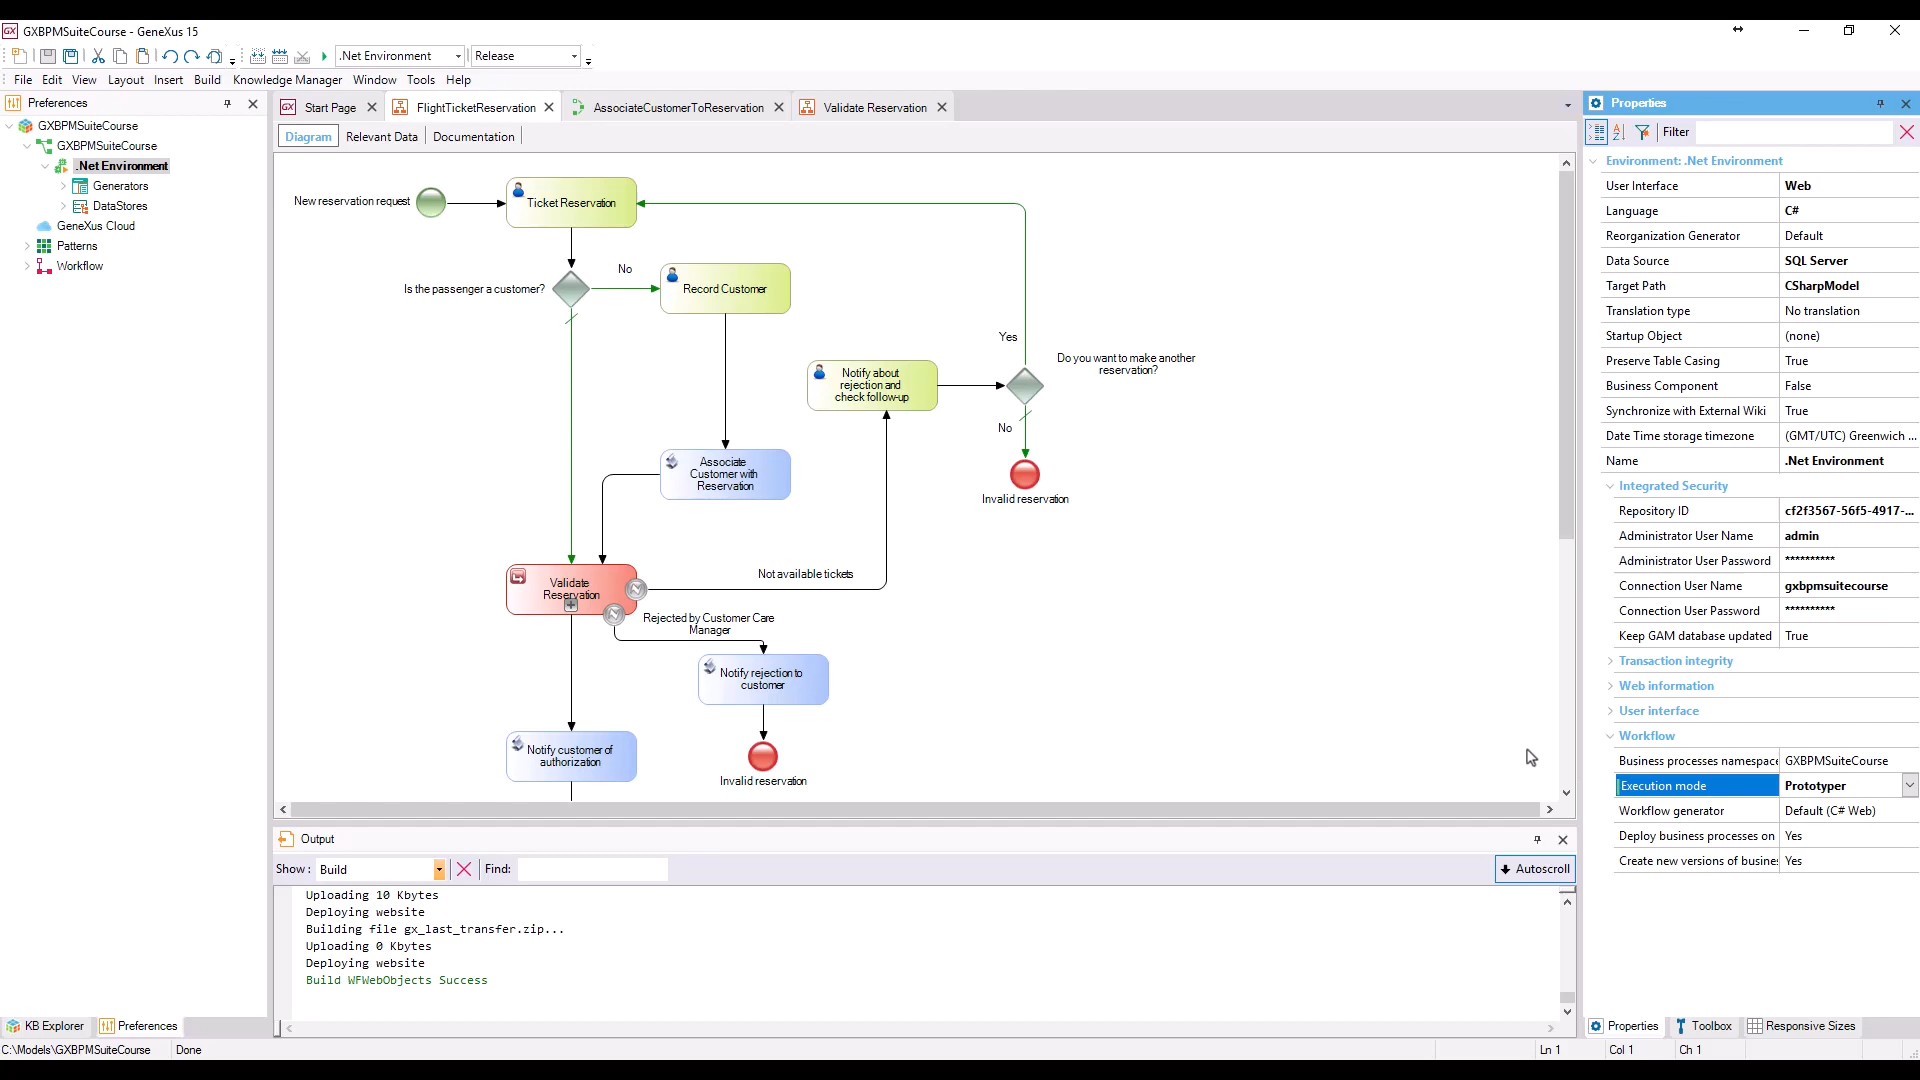 GXBPMSuiteCourse - GeneXus 15
.Net Environment
Release
File Edit View Layout Insert Build Knowledge Manager Window Tools Help
Preferences
GXBPMSuiteCourse
GXBPMSuiteCourse
.Net Environment
Generators
DataStores
GeneXus Cloud
Patterns
Workflow
KB Explorer
Preferences
Start Page
FlightTicketReservation
AssociateCustomerToReservation
Validate Reservation
Diagram
Relevant Data
Documentation
New reservation request
Ticket Reservation
Is the passenger a customer?
No
Record Customer
Yes
Do you want to make another
reservation?
Notify about
rejection and
check follow-up
No
Associate
Customer with
Reservation
Invalid reservation
Not available tickets
Validate
Reservation
Rejected by Customer Care
Manager
Notify rejection to
customer
Notify customer of
authorization
Invalid reservation
Output
Show :
Build
Find:
Autoscroll
Uploading 10 Kbytes
Deploying website
Building file gx_last_transfer.zip...
Uploading 0 Kbytes
Deploying website
Build WFWebObjects Success
Properties
Filter
Environment: .Net Environment
User Interface Web
Language C#
Reorganization Generator Default
Data Source SQL Server
Target Path CSharpModel
Translation type No translation
Startup Object (none)
Preserve Table Casing True
Business Component False
Synchronize with External Wiki True
Date Time storage timezone (GMT/UTC) Greenwich ...
Name .Net Environment
Integrated Security
Repository ID cf2f3567-56f5-4917-...
Administrator User Name admin
Administrator User Password **********
Connection User Name gxbpmsuitecourse
Connection User Password **********
Keep GAM database updated True
Transaction integrity
Web information
User interface
Workflow
Business processes namespace GXBPMSuiteCourse
Execution mode Prototyper
Workflow generator Default (C# Web)
Deploy business processes on Yes
Create new versions of busines Yes
Properties
Toolbox
Responsive Sizes
C:\Models\GXBPMSuiteCourse
Done
Ln 1
Col 1
Ch 1